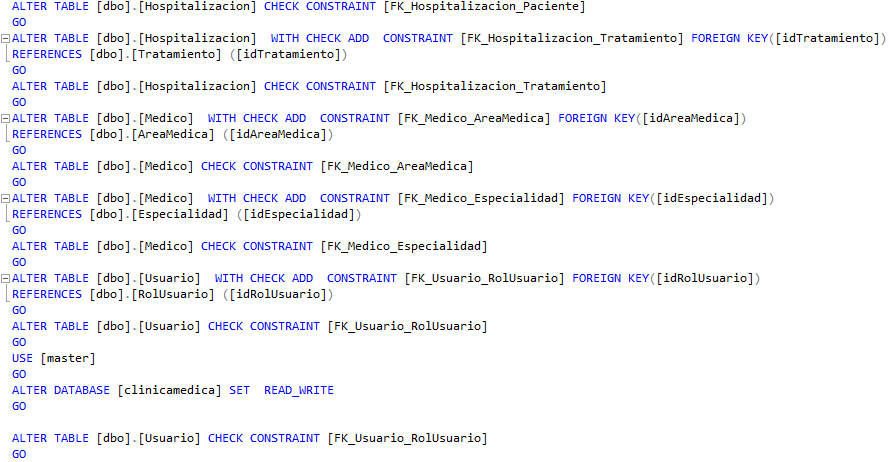 ALTER TABLE [dbo].[Hospitalizacion] CHECK CONSTRAINT [FK_Hospitalizacion_Paciente]
GO
ALTER TABLE [dbo].[Hospitalizacion]  WITH CHECK ADD  CONSTRAINT [FK_Hospitalizacion_Tratamiento] FOREIGN KEY([idTratamiento])
REFERENCES [dbo].[Tratamiento] ([idTratamiento])
GO
ALTER TABLE [dbo].[Hospitalizacion] CHECK CONSTRAINT [FK_Hospitalizacion_Tratamiento]
GO
ALTER TABLE [dbo].[Medico]  WITH CHECK ADD  CONSTRAINT [FK_Medico_AreaMedica] FOREIGN KEY([idAreaMedica])
REFERENCES [dbo].[AreaMedica] ([idAreaMedica])
GO
ALTER TABLE [dbo].[Medico] CHECK CONSTRAINT [FK_Medico_AreaMedica]
GO
ALTER TABLE [dbo].[Medico]  WITH CHECK ADD  CONSTRAINT [FK_Medico_Especialidad] FOREIGN KEY([idEspecialidad])
REFERENCES [dbo].[Especialidad] ([idEspecialidad])
GO
ALTER TABLE [dbo].[Medico] CHECK CONSTRAINT [FK_Medico_Especialidad]
GO
ALTER TABLE [dbo].[Usuario]  WITH CHECK ADD  CONSTRAINT [FK_Usuario_RolUsuario] FOREIGN KEY([idRolUsuario])
REFERENCES [dbo].[RolUsuario] ([idRolUsuario])
GO
ALTER TABLE [dbo].[Usuario] CHECK CONSTRAINT [FK_Usuario_RolUsuario]
GO
USE [master]
GO
ALTER DATABASE [clinicamedica] SET  READ_WRITE
GO
ALTER TABLE [dbo].[Usuario] CHECK CONSTRAINT [FK_Usuario_RolUsuario]
GO